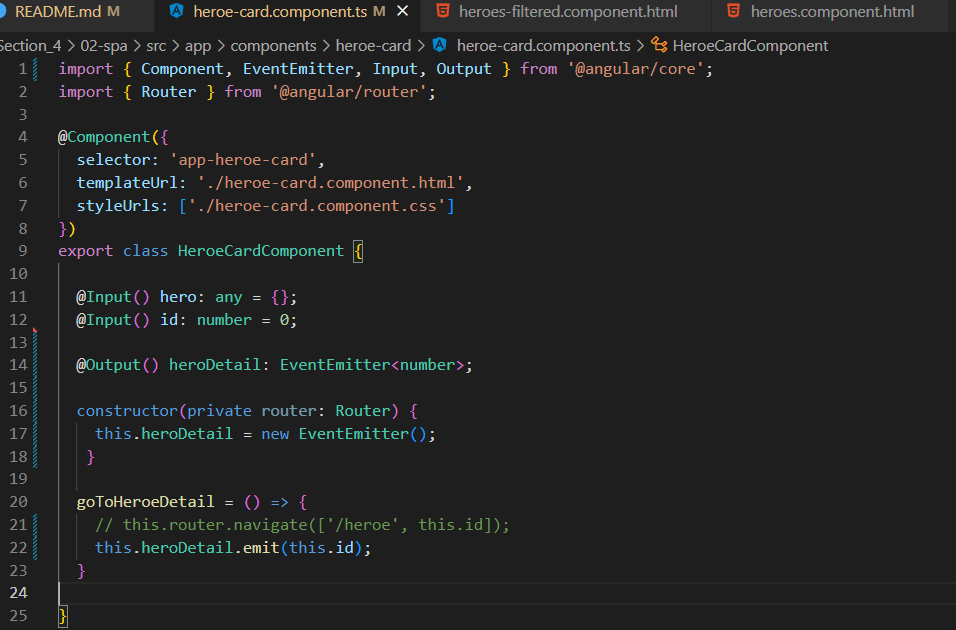 README.md M heroe-card.component.ts M heroes-filtered.component.html heroes.component.html
Section_4 > 02-spa > src > app > components > heroe-card > heroe-card.component.ts > HeroeCardComponent
1 import { Component, EventEmitter, Input, Output } from '@angular/core';
2 import { Router } from '@angular/router';
3
4 @Component({
5 selector: 'app-heroe-card',
6 templateUrl: './heroe-card.component.html',
7 styleUrls: ['./heroe-card.component.css']
8 })
9 export class HeroeCardComponent {
10
11 @Input() hero: any = {};
12 @Input() id: number = 0;
13
14 @Output() heroDetail: EventEmitter<number>;
15
16 constructor(private router: Router) {
17 this.heroDetail = new EventEmitter();
18 }
19
20 goToHeroeDetail = () => {
21 // this.router.navigate(['/heroe', this.id]);
22 this.heroDetail.emit(this.id);
23 }
24
25 }